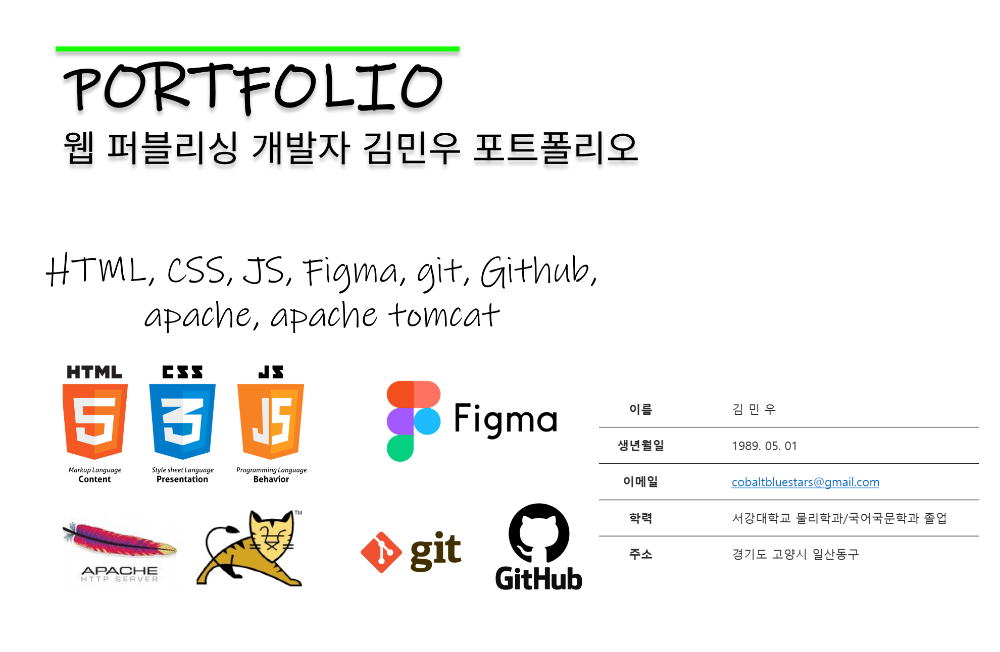 PORTFOLIO
웹 퍼블리싱 개발자 김민우 포트폴리오
HTML, CSS, JS, Figma, git, Github,
apache, apache tomcat
HTML CSS JS
5 3 JS
Markup Language Style sheet Language Programming Language
Content Presentation Behavior
Figma
APACHE
HTTP SERVER
TM
git
GitHub
이름 김 민 우
생년월일 1989. 05. 01
이메일 cobaltbluestars@gmail.com
학력 서강대학교 물리학과/국어국문학과 졸업
주소 경기도 고양시 일산동구